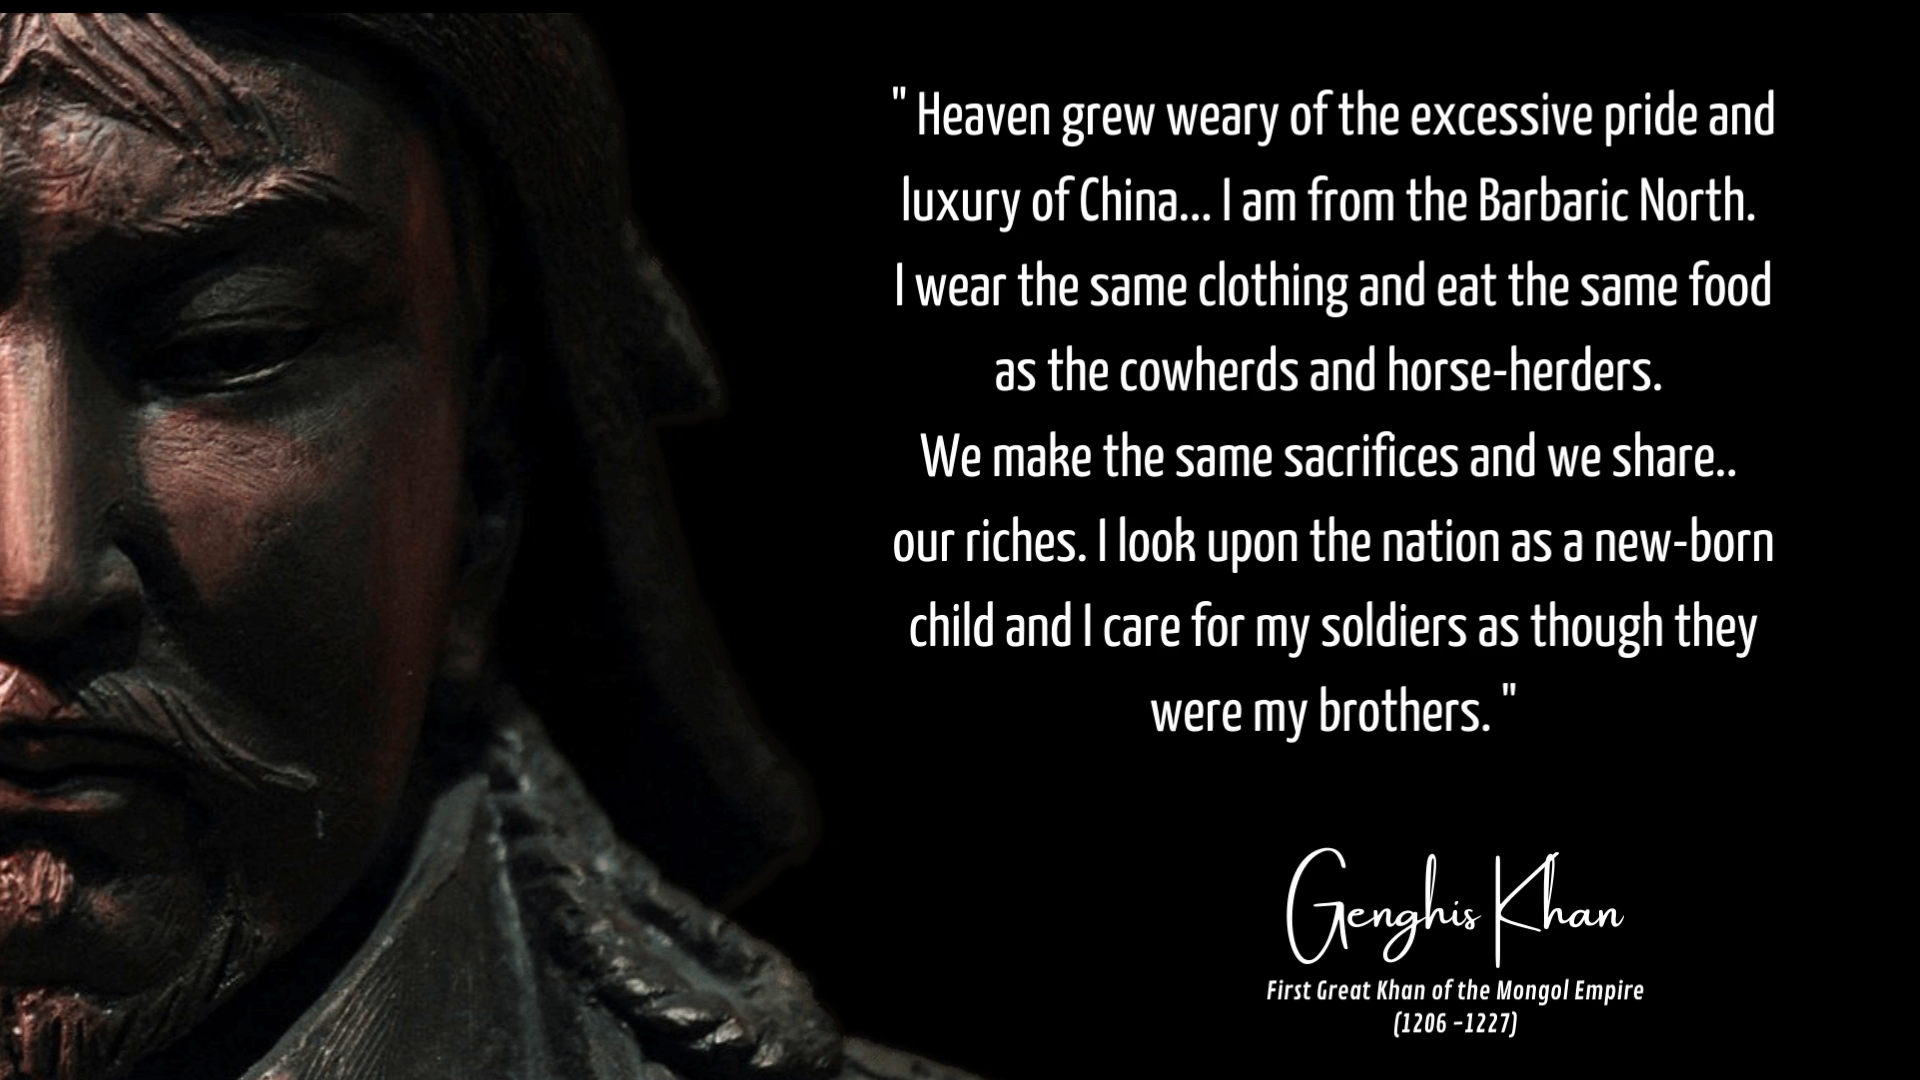 " Heaven grew weary of the excessive pride and
luxury of China... I am from the Barbaric North.
I wear the same clothing and eat the same food
as the cowherds and horse-herders.
We make the same sacrifices and we share..
our riches. I look upon the nation as a new-born
child and I care for my soldiers as though they
were my brothers. "
Genghis Khan
First Great Khan of the Mongol Empire
(1206 –1227)